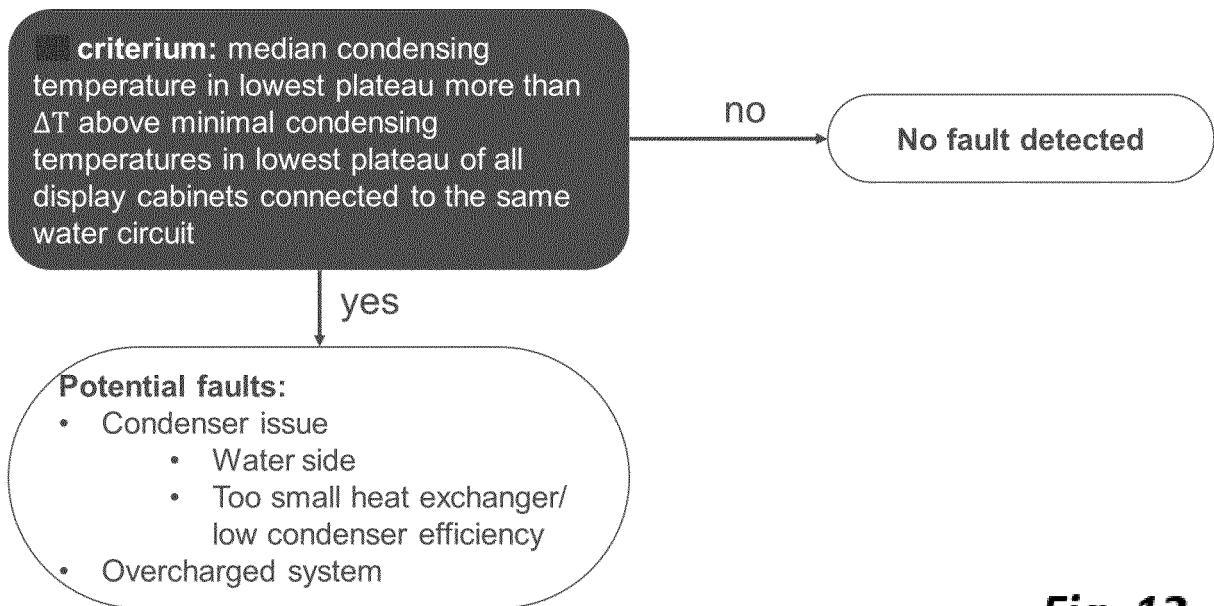 criterium: median condensing
temperature in lowest plateau more than
ΔT above minimal condensing
temperatures in lowest plateau of all
display cabinets connected to the same
water circuit
no
No fault detected
yes
Potential faults:
• Condenser issue
• Water side
• Too small heat exchanger/
low condenser efficiency
• Overcharged system